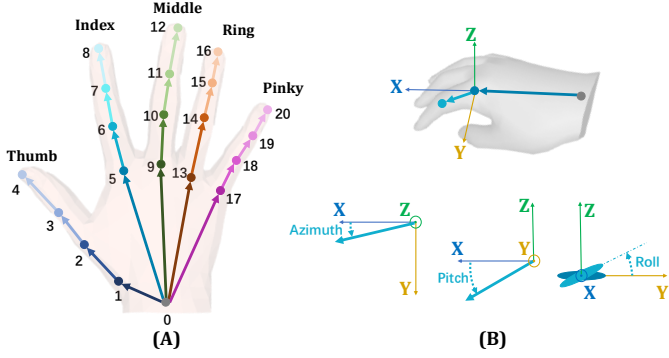 Middle
12
Index
Ring
8
16
11
Pinky
7
15
20
10
14
6
19
Thumb
9
18
4
5
13
17
3
2
1
0
(A)
Z
X
Y
X
Z
Azimuth
Y
Z
X
Y
Pitch
Z
Roll
X
Y
(B)